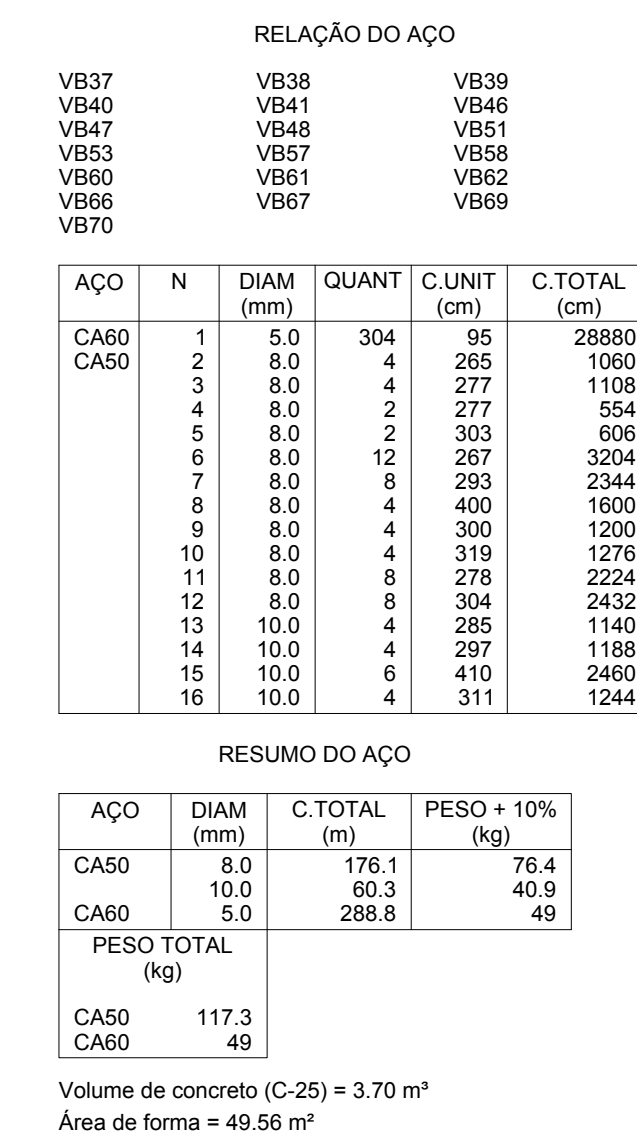 RELAÇÃO DO AÇO
VB37 VB38 VB39
VB40 VB41 VB46
VB47 VB48 VB51
VB53 VB57 VB58
VB60 VB61 VB62
VB66 VB67 VB69
VB70
AÇO N DIAM QUANT C.UNIT C.TOTAL
(mm) (cm) (cm)
CA60 1 5.0 304 95 28880
CA50 2 8.0 4 265 1060
3 8.0 4 277 1108
4 8.0 2 277 554
5 8.0 2 303 606
6 8.0 12 267 3204
7 8.0 8 293 2344
8 8.0 4 400 1600
9 8.0 4 300 1200
10 8.0 4 319 1276
11 8.0 8 278 2224
12 8.0 8 304 2432
13 10.0 4 285 1140
14 10.0 4 297 1188
15 10.0 6 410 2460
16 10.0 4 311 1244
RESUMO DO AÇO
AÇO DIAM C.TOTAL PESO + 10%
(mm) (m) (kg)
CA50 8.0 176.1 76.4
10.0 60.3 40.9
CA60 5.0 288.8 49
PESO TOTAL
(kg)
CA50 117.3
CA60 49
Volume de concreto (C-25) = 3.70 m³
Área de forma = 49.56 m²